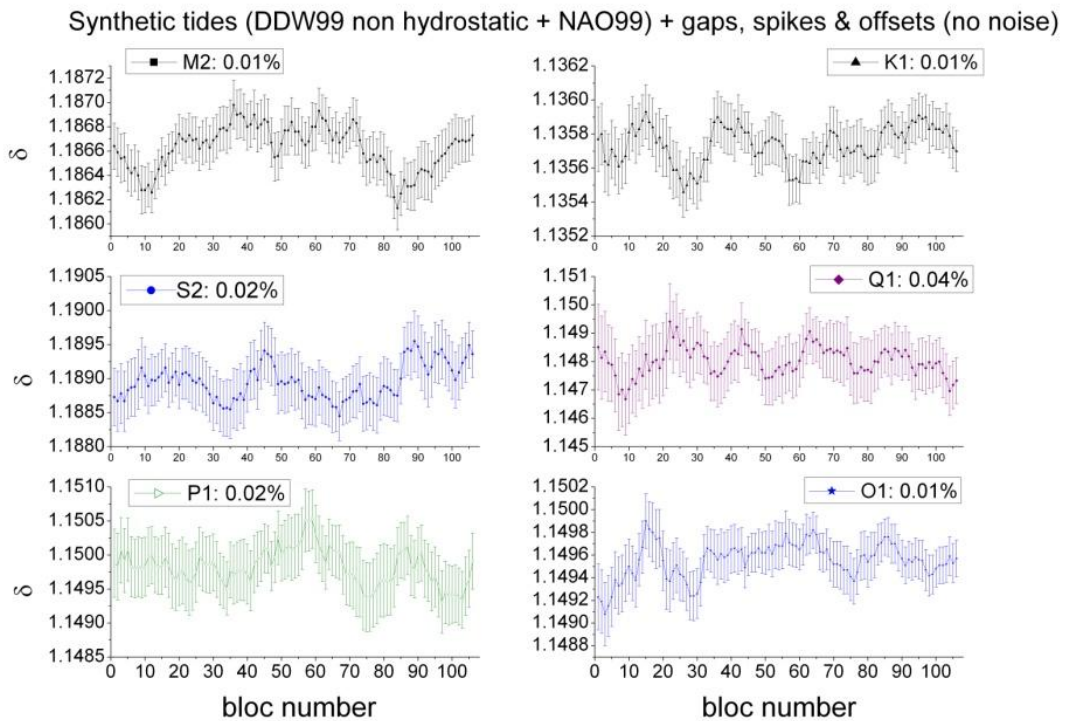 Synthetic tides (DDW99 non hydrostatic + NAO99) + gaps, spikes & offsets (no noise)
M2: 0.01%
1.1872
1.1870
1.1868
1.1866
1.1864
1.1862
1.1860
δ
0 10 20 30 40 50 60 70 80 90 100
K1: 0.01%
1.1362
1.1360
1.1358
1.1356
1.1354
1.1352
0 10 20 30 40 50 60 70 80 90 100
S2: 0.02%
1.1905
1.1900
1.1895
1.1890
1.1885
1.1880
δ
0 10 20 30 40 50 60 70 80 90 100
Q1: 0.04%
1.151
1.150
1.149
1.148
1.147
1.146
1.145
0 10 20 30 40 50 60 70 80 90 100
P1: 0.02%
1.1510
1.1505
1.1500
1.1495
1.1490
1.1485
δ
0 10 20 30 40 50 60 70 80 90 100
bloc number
O1: 0.01%
1.1502
1.1500
1.1498
1.1496
1.1494
1.1492
1.1490
1.1488
0 10 20 30 40 50 60 70 80 90 100
bloc number